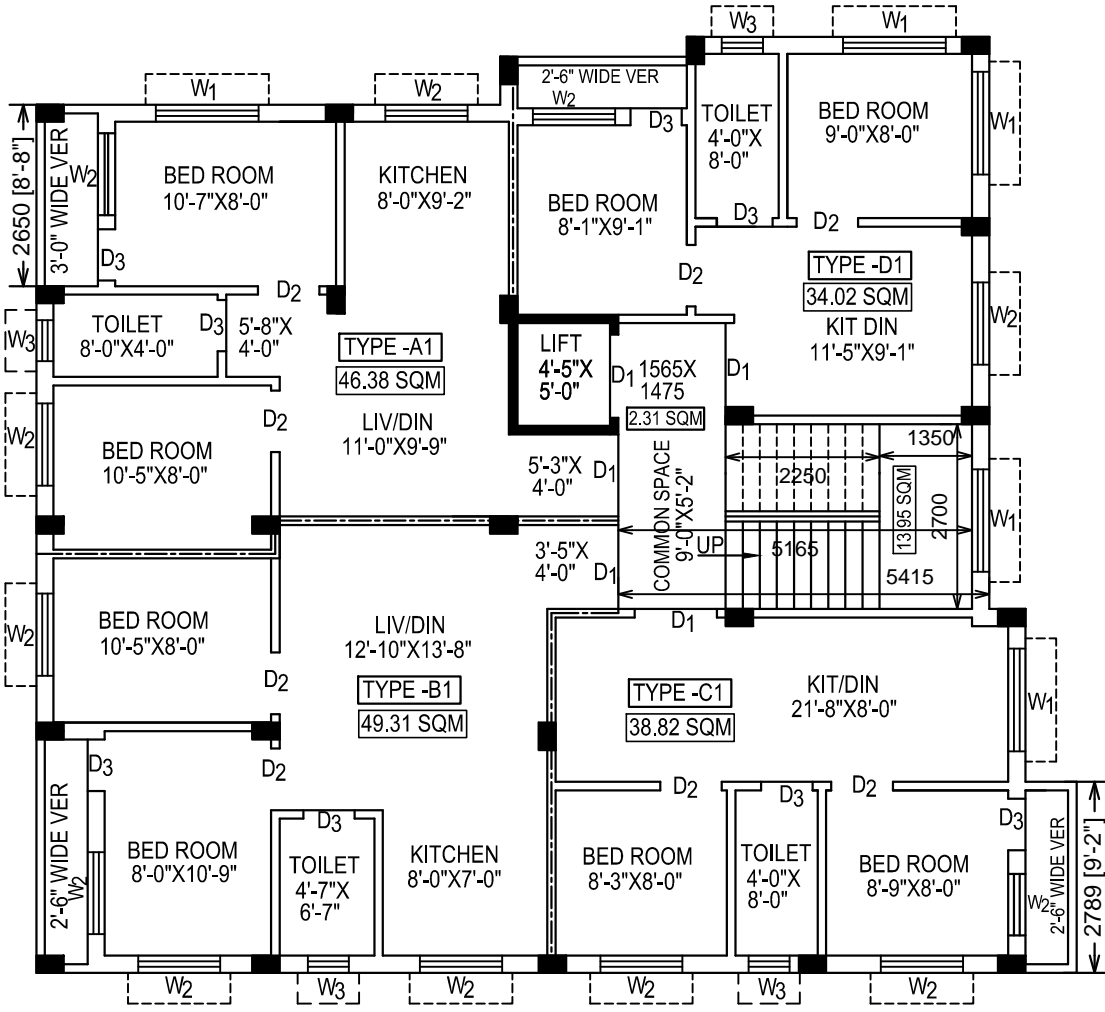 W3
W1
W1
W2
2'-6" WIDE VER
W2
D3
TOILET
4'-0"X
8'-0"
BED ROOM
9'-0"X8'-0"
W1
2650 [8'-8"]
3'-0" WIDE VER
W2
BED ROOM
10'-7"X8'-0"
KITCHEN
8'-0"X9'-2"
BED ROOM
8'-1"X9'-1"
D3
D2
D3
D2
D2
TYPE -D1
34.02 SQM
KIT DIN
11'-5"X9'-1"
W2
W3
TOILET
8'-0"X4'-0"
D3
5'-8"X
4'-0"
TYPE -A1
46.38 SQM
LIFT
4'-5"X
5'-0"
D1
1565X
1475
2.31 SQM
D1
W2
BED ROOM
10'-5"X8'-0"
D2
LIV/DIN
11'-0"X9'-9"
5'-3"X
4'-0"
D1
COMMON SPACE
9'-0"X5'-2"
1350
2250
13.95 SQM
2700
W1
UP
5165
5415
3'-5"X
4'-0"
D1
W2
BED ROOM
10'-5"X8'-0"
D2
LIV/DIN
12'-10"X13'-8"
TYPE -B1
49.31 SQM
D1
TYPE -C1
38.82 SQM
KIT/DIN
21'-8"X8'-0"
W1
D3
D2
2'-6" WIDE VER
W2
BED ROOM
8'-0"X10'-9"
D3
TOILET
4'-7"X
6'-7"
KITCHEN
8'-0"X7'-0"
D2
BED ROOM
8'-3"X8'-0"
D3
TOILET
4'-0"X
8'-0"
D2
BED ROOM
8'-9"X8'-0"
D3
W2
2'-6" WIDE VER
2789 [9'-2"]
W2
W3
W2
W2
W3
W2